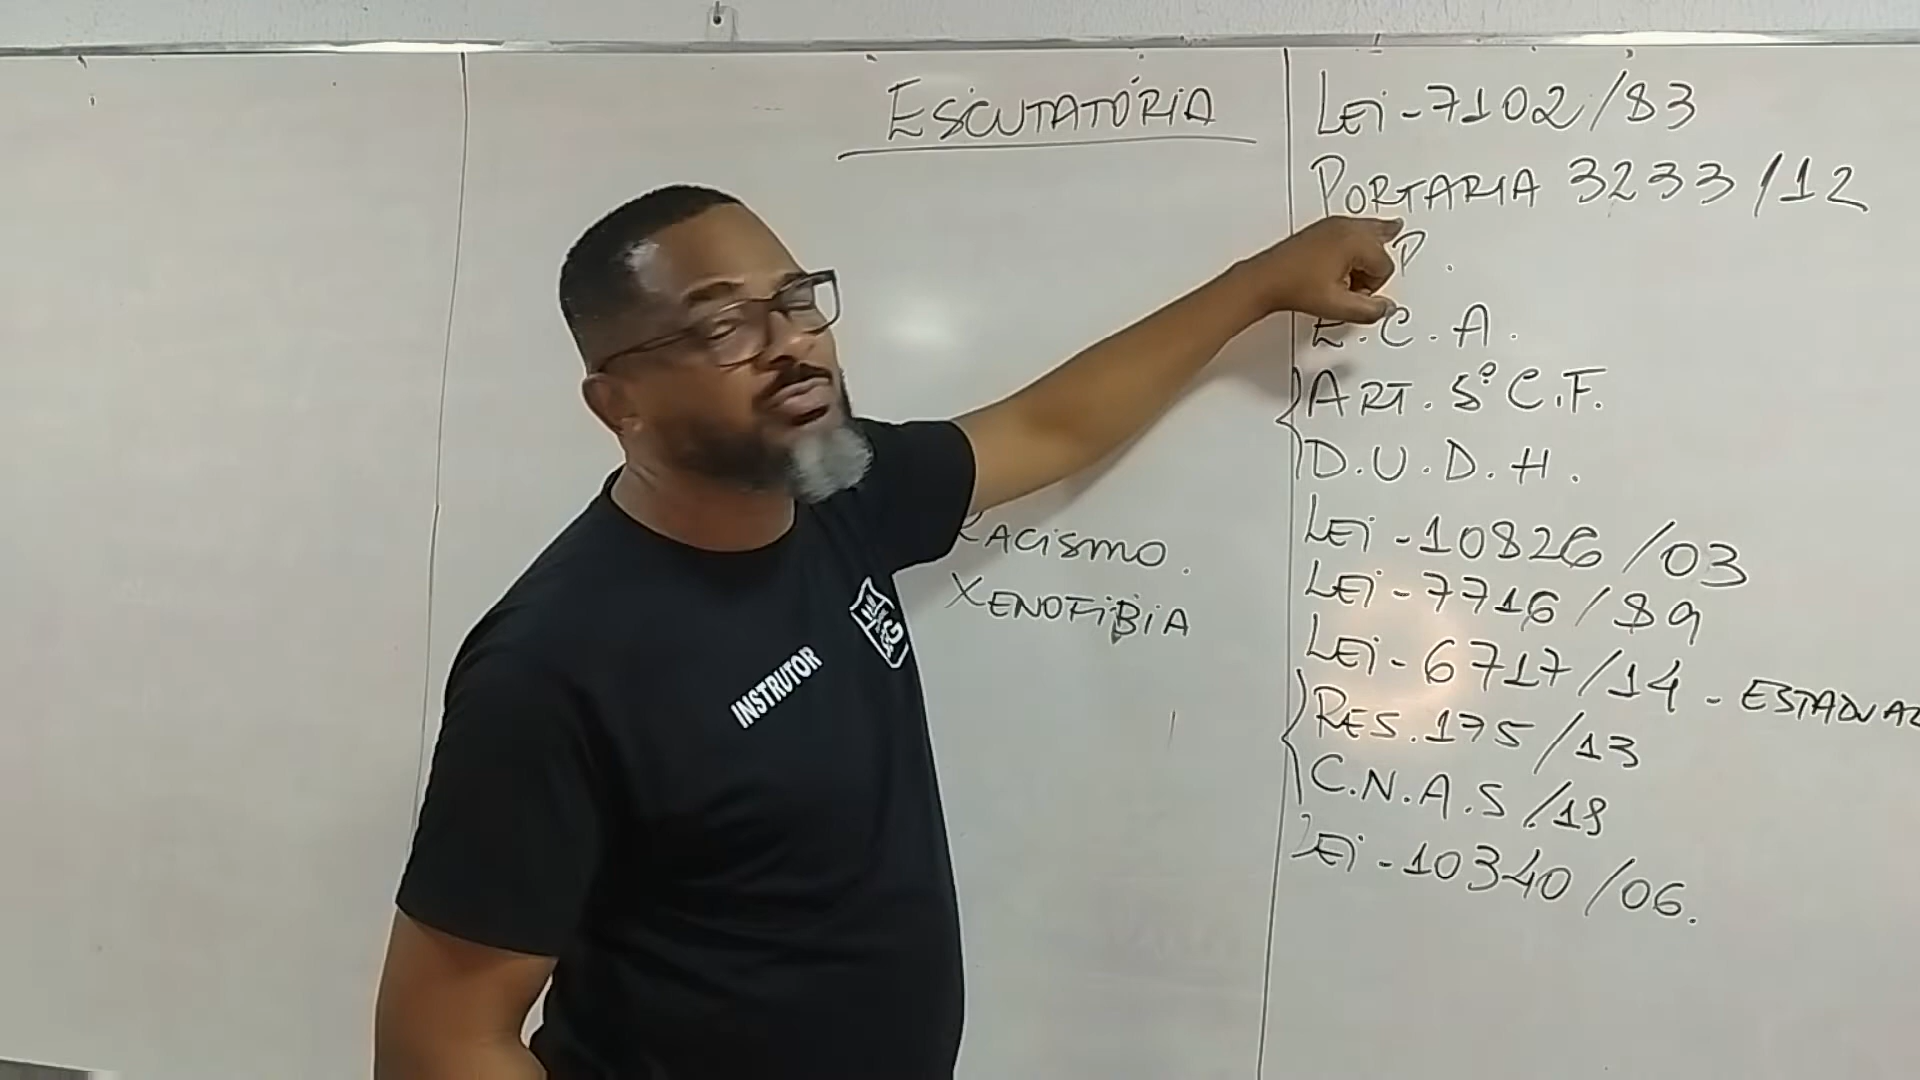 ESCUTATÓRIA
RACISMO.
XENOFIBIA
LEI - 7102/83
PORTARIA 3233/12
P.
E.C.A.
ART. 5º C.F.
D.U.D.H.
LEI - 10826/03
LEI - 7716/89
LEI - 6717/14 - ESTADUAL
RES. 175/13
C.N.A.S/18
LEI - 10340/06.
INSTRUTOR